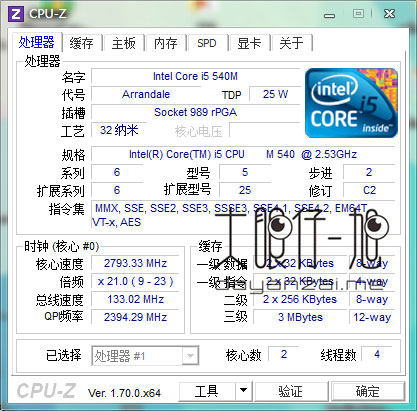 CPU-Z
处理器 缓存 主板 内存 SPD 显卡 关于
处理器
名字 Intel Core i5 540M
代号 Arrandale TDP 25 W
插槽 Socket 989 rPGA
工艺 32 纳米 核心电压
intel i5
CORE inside™
规格 Intel(R) Core(TM) i5 CPU M 540 @ 2.53GHz
系列 6 型号 5 步进 2
扩展系列 6 扩展型号 25 修订 C2
指令集 MMX, SSE, SSE2, SSE3, SSSE3, SSE4.1, SSE4.2, EM64T,
VT-x, AES
大眼仔~旭
dayanzai.me
时钟 (核心 #0) 缓存
核心速度 2793.33 MHz 一级 数据 2 x 32 KBytes 8-way
倍频 x 21.0 ( 9 - 23 ) 一级 指令 2 x 32 KBytes 4-way
总线速度 133.02 MHz 二级 2 x 256 KBytes 8-way
QPI频率 2394.29 MHz 三级 3 MBytes 12-way
已选择 处理器 #1 核心数 2 线程数 4
CPU-Z Ver. 1.70.0.x64 工具 验证 确定